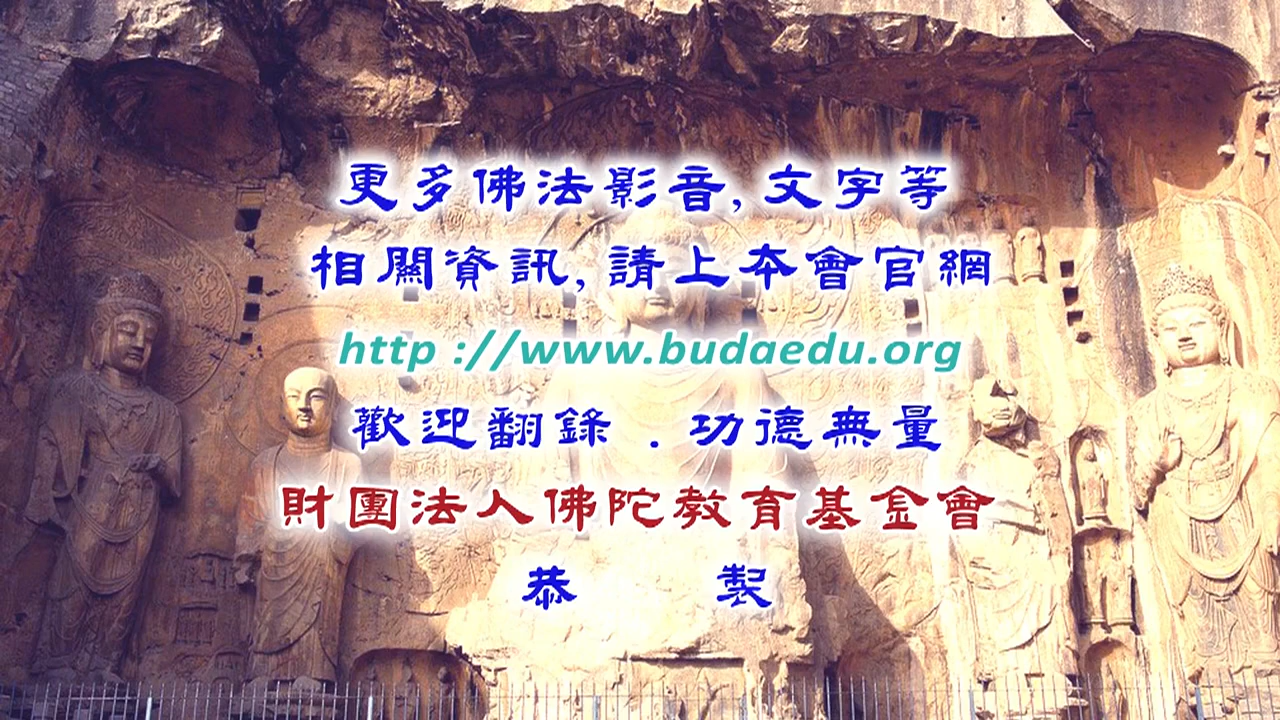 更多佛法影音,文字等
相關資訊,請上本會官網
http ://www.budaedu.org
歡迎翻錄 . 功德無量
財團法人佛陀教育基金會
恭 製